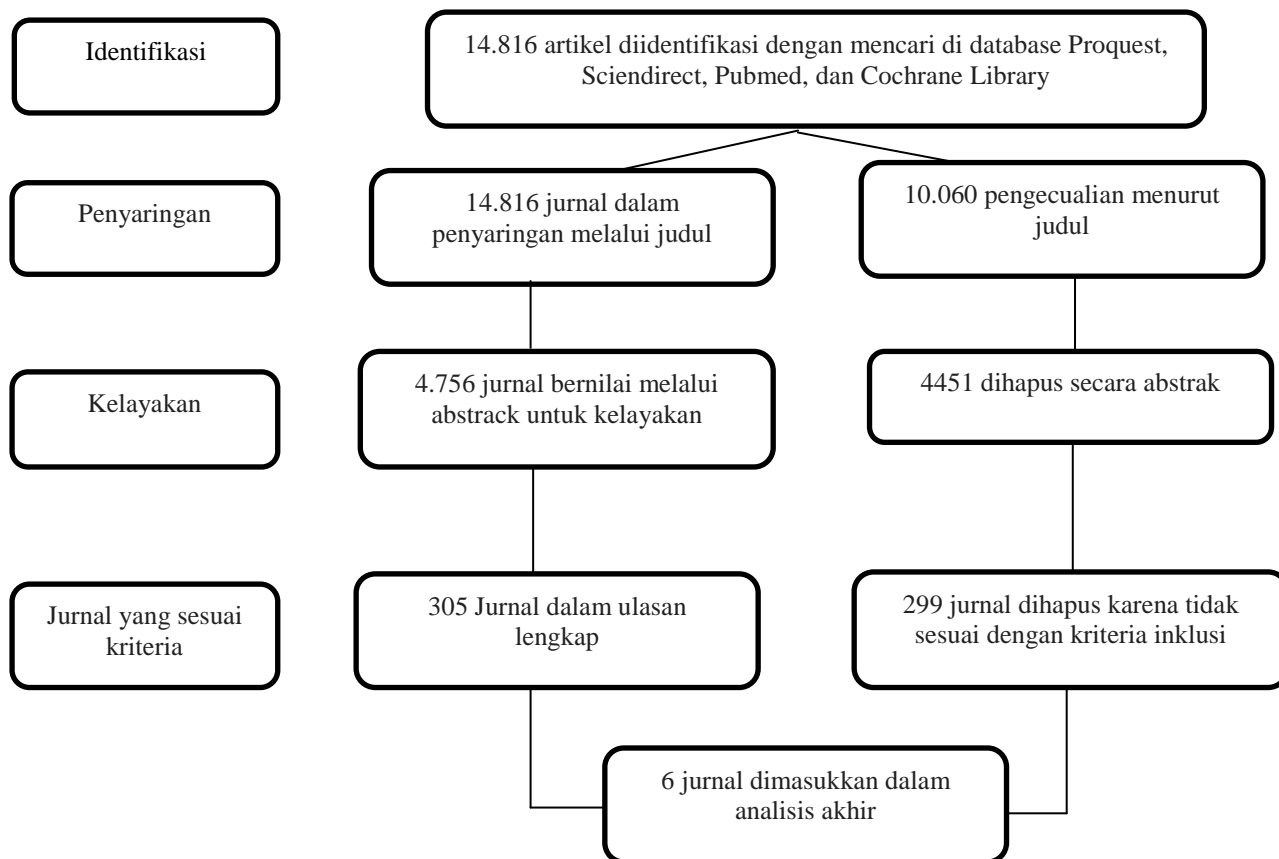 Identifikasi
14.816 artikel diidentifikasi dengan mencari di database Proquest,
Sciendirect, Pubmed, dan Cochrane Library
Penyaringan
14.816 jurnal dalam
penyaringan melalui judul
10.060 pengecualian menurut
judul
Kelayakan
4.756 jurnal bernilai melalui
abstrack untuk kelayakan
4451 dihapus secara abstrak
Jurnal yang sesuai
kriteria
305 Jurnal dalam ulasan
lengkap
299 jurnal dihapus karena tidak
sesuai dengan kriteria inklusi
6 jurnal dimasukkan dalam
analisis akhir